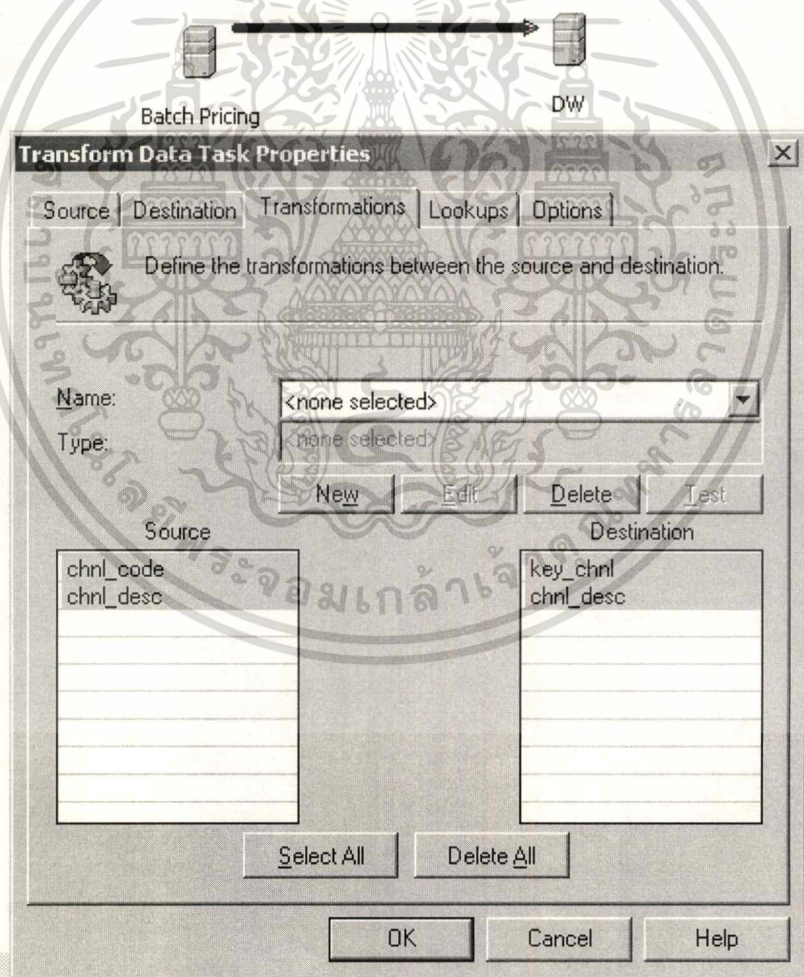 Batch Pricing
DW
Transform Data Task Properties
Source Destination Transformations Lookups Options
Define the transformations between the source and destination.
Name: <none selected>
Type: <none selected>
New Edit Delete Test
Source Destination
chnl_code key_chnl
chnl_desc chnl_desc
Select All Delete All
OK Cancel Help